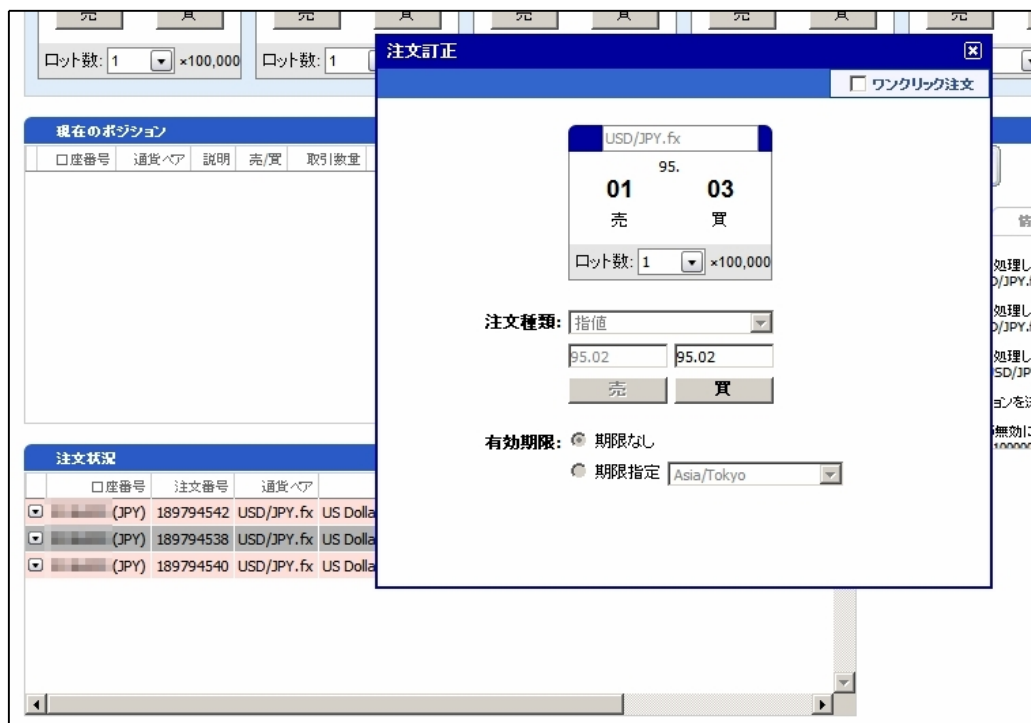 売 買 売 買 売 買 売 買 売
ロット数: 1 ×100,000 ロット数: 1
注文訂正
ワンクリック注文
現在のポジション
口座番号 通貨ペア 説明 売/買 取引数量
USD/JPY.fx
95.
01 03
売 買
ロット数: 1 ×100,000
注文種類: 指値
95.02 95.02
売 買
有効期限: 期限なし
期限指定 Asia/Tokyo
処理し
D/JPY.f
処理し
D/JPY.f
処理し
SD/JP
無効に
100000
注文状況
口座番号 注文番号 通貨ペア
(JPY) 189794542 USD/JPY.fx US Dolla
(JPY) 189794538 USD/JPY.fx US Dolla
(JPY) 189794540 USD/JPY.fx US Dolla